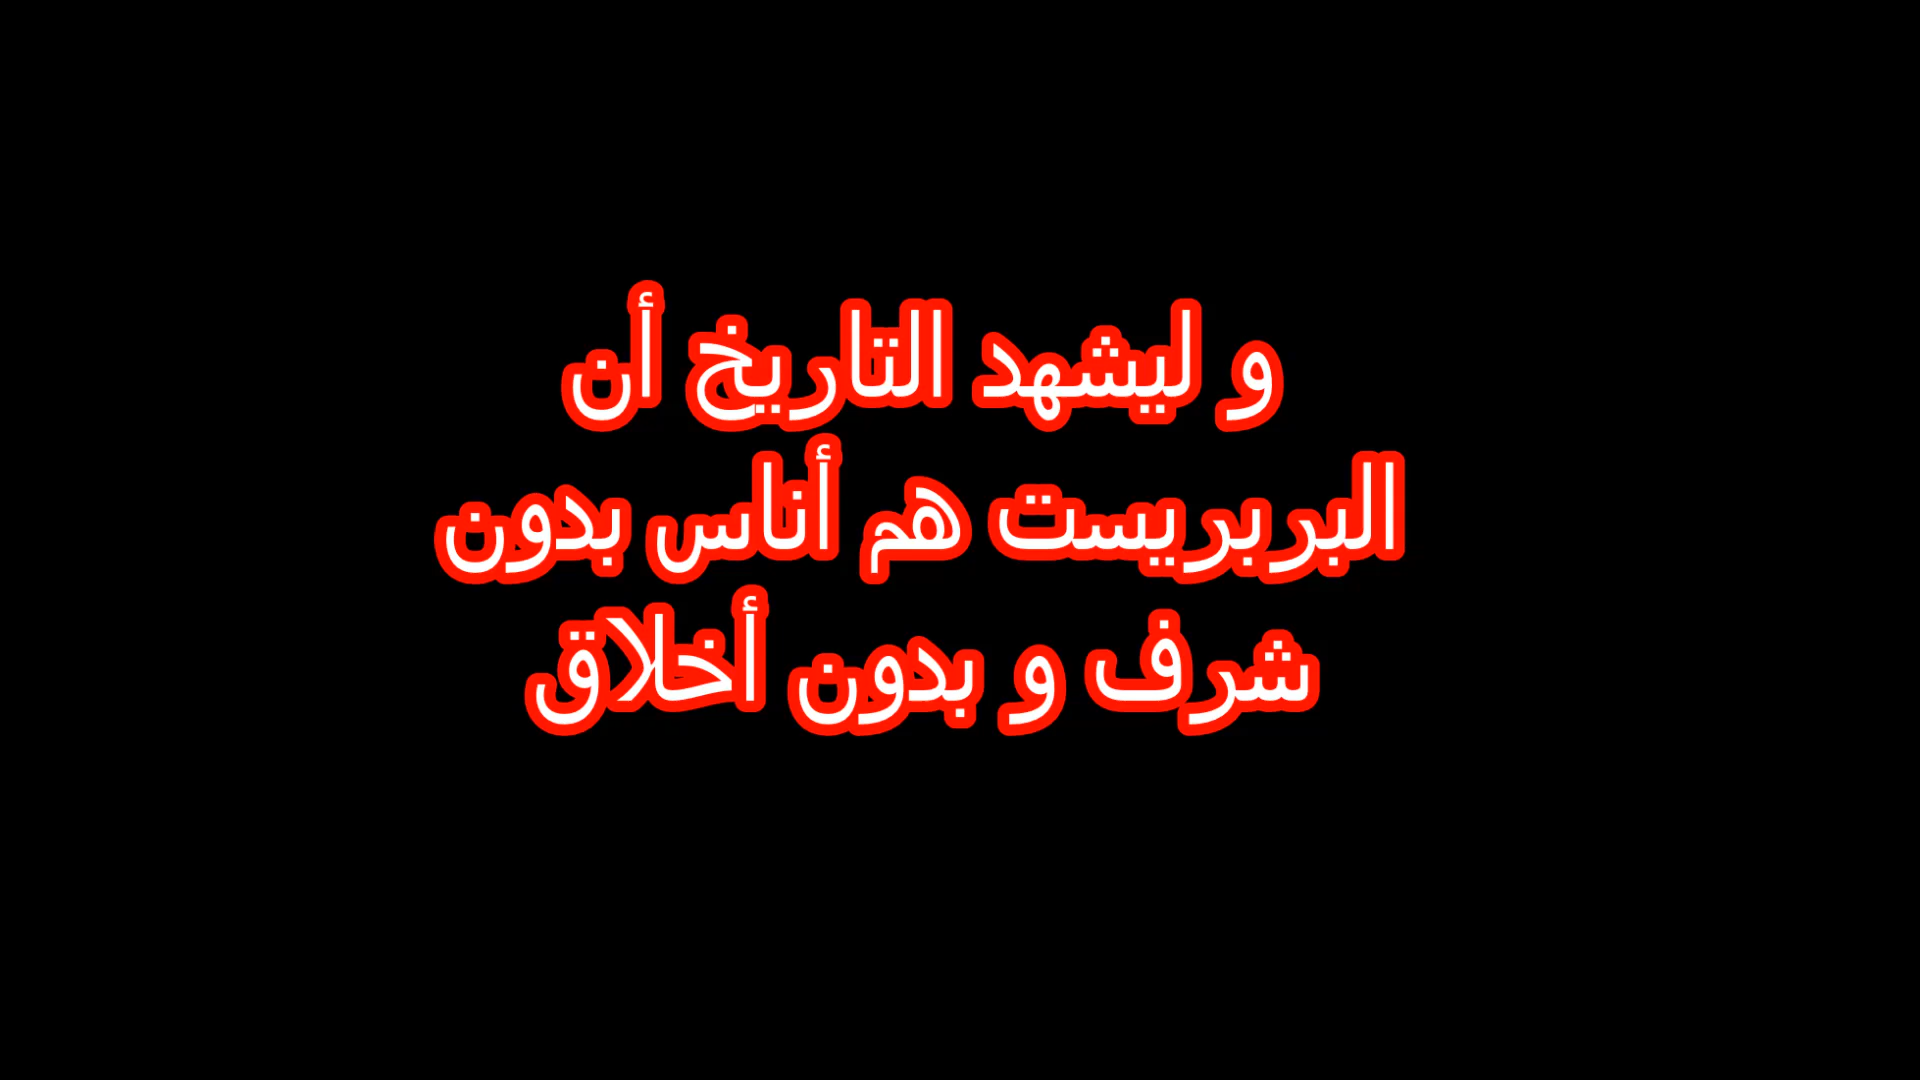 و ليشهد التاريخ أن
البربريست هم أناس بدون
شرف و بدون أخلاق